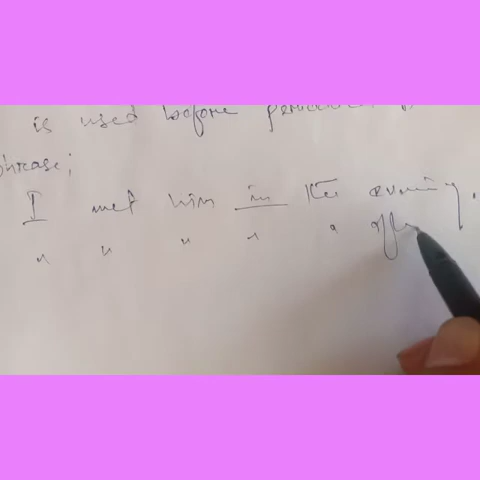 is used before
phrase;
I met him in the evening.
" " " " "